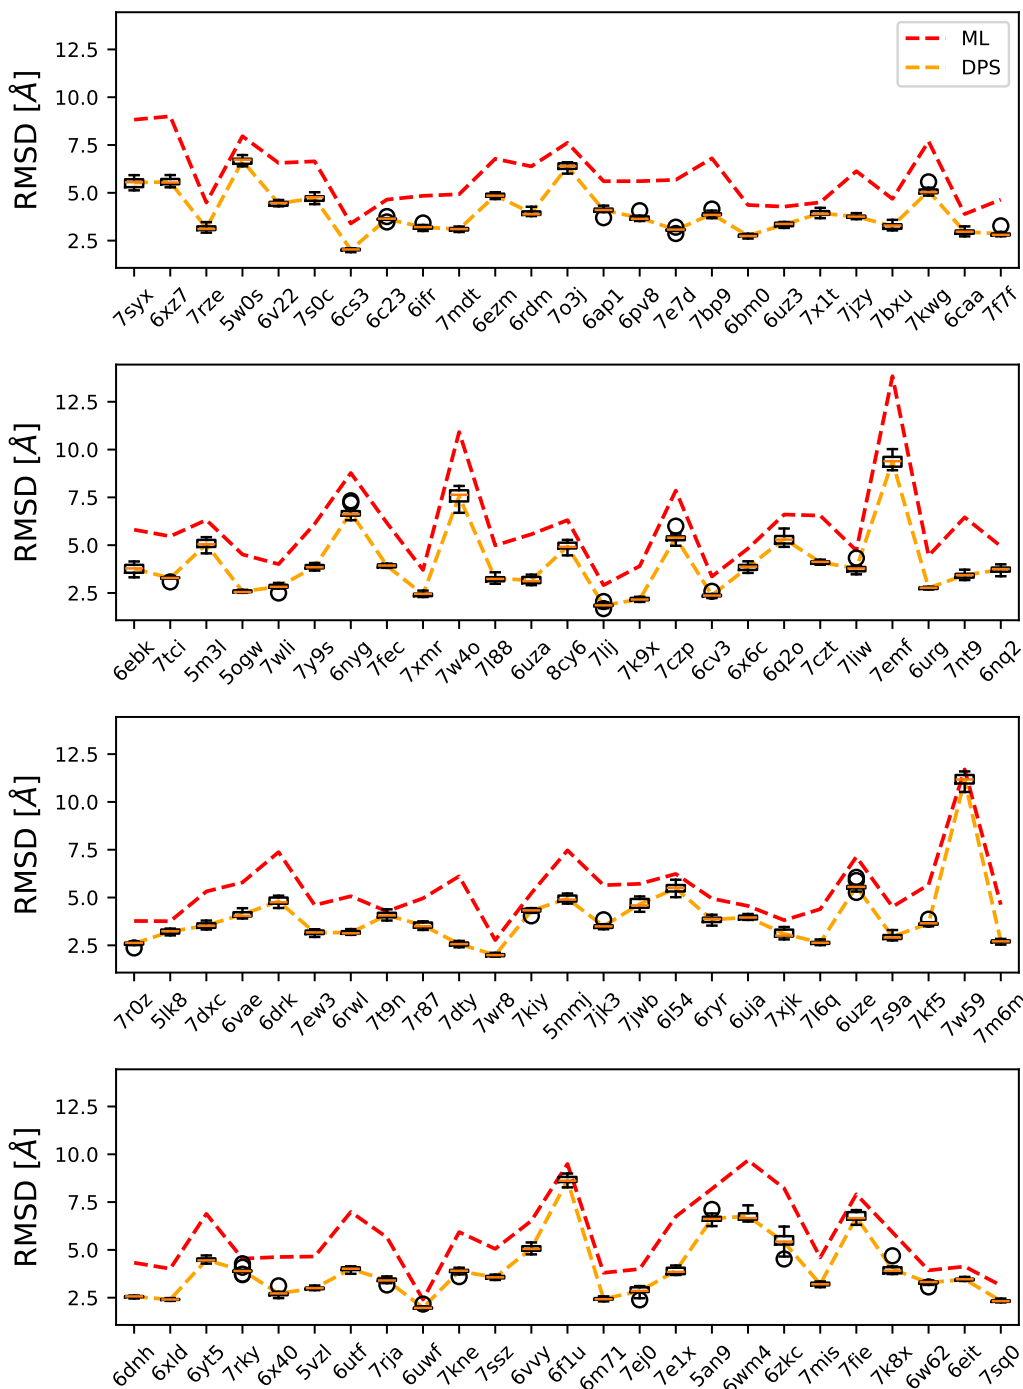 RMSD [Å]
12.5
10.0
7.5
5.0
2.5
ML
DPS
7syx 6xz7 7rze 5w0s 6v22 7s0c 6cs3 6c23 6ifr 7mdt 6ezm 6rdm 7o3j 6ap1 6pv8 7e7d 7bp9 6bm0 6uz3 7x1t 7jzy 7bxu 7kwg 6caa 7f7f
RMSD [Å]
12.5
10.0
7.5
5.0
2.5
6ebk 7tci 5m3l 5ogw 7wli 7y9s 6nyg 7fec 7xmr 7w4o 7l88 6uza 8cy6 7lij 7k9x 7czp 6cv3 6x6c 6q2o 7czt 7liw 7emf 6urg 7nt9 6nq2
RMSD [Å]
12.5
10.0
7.5
5.0
2.5
7r0z 5lk8 7dxc 6vae 6drk 7ew3 6rwl 7t9n 7r87 7dty 7wr8 7kiy 5mmj 7jk3 7jwb 6l54 6ryr 6uja 7xjk 7l6q 6uze 7s9a 7kf5 7w59 7m6m
RMSD [Å]
12.5
10.0
7.5
5.0
2.5
6dnh 6xld 6yt5 7rky 6x40 5vzl 6utf 7rja 6uwf 7kne 7ssz 6vvy 6f1u 6m71 7ej0 7e1x 5an9 6wm4 6zkc 7mis 7fie 7k8x 6w62 6eit 7sq0